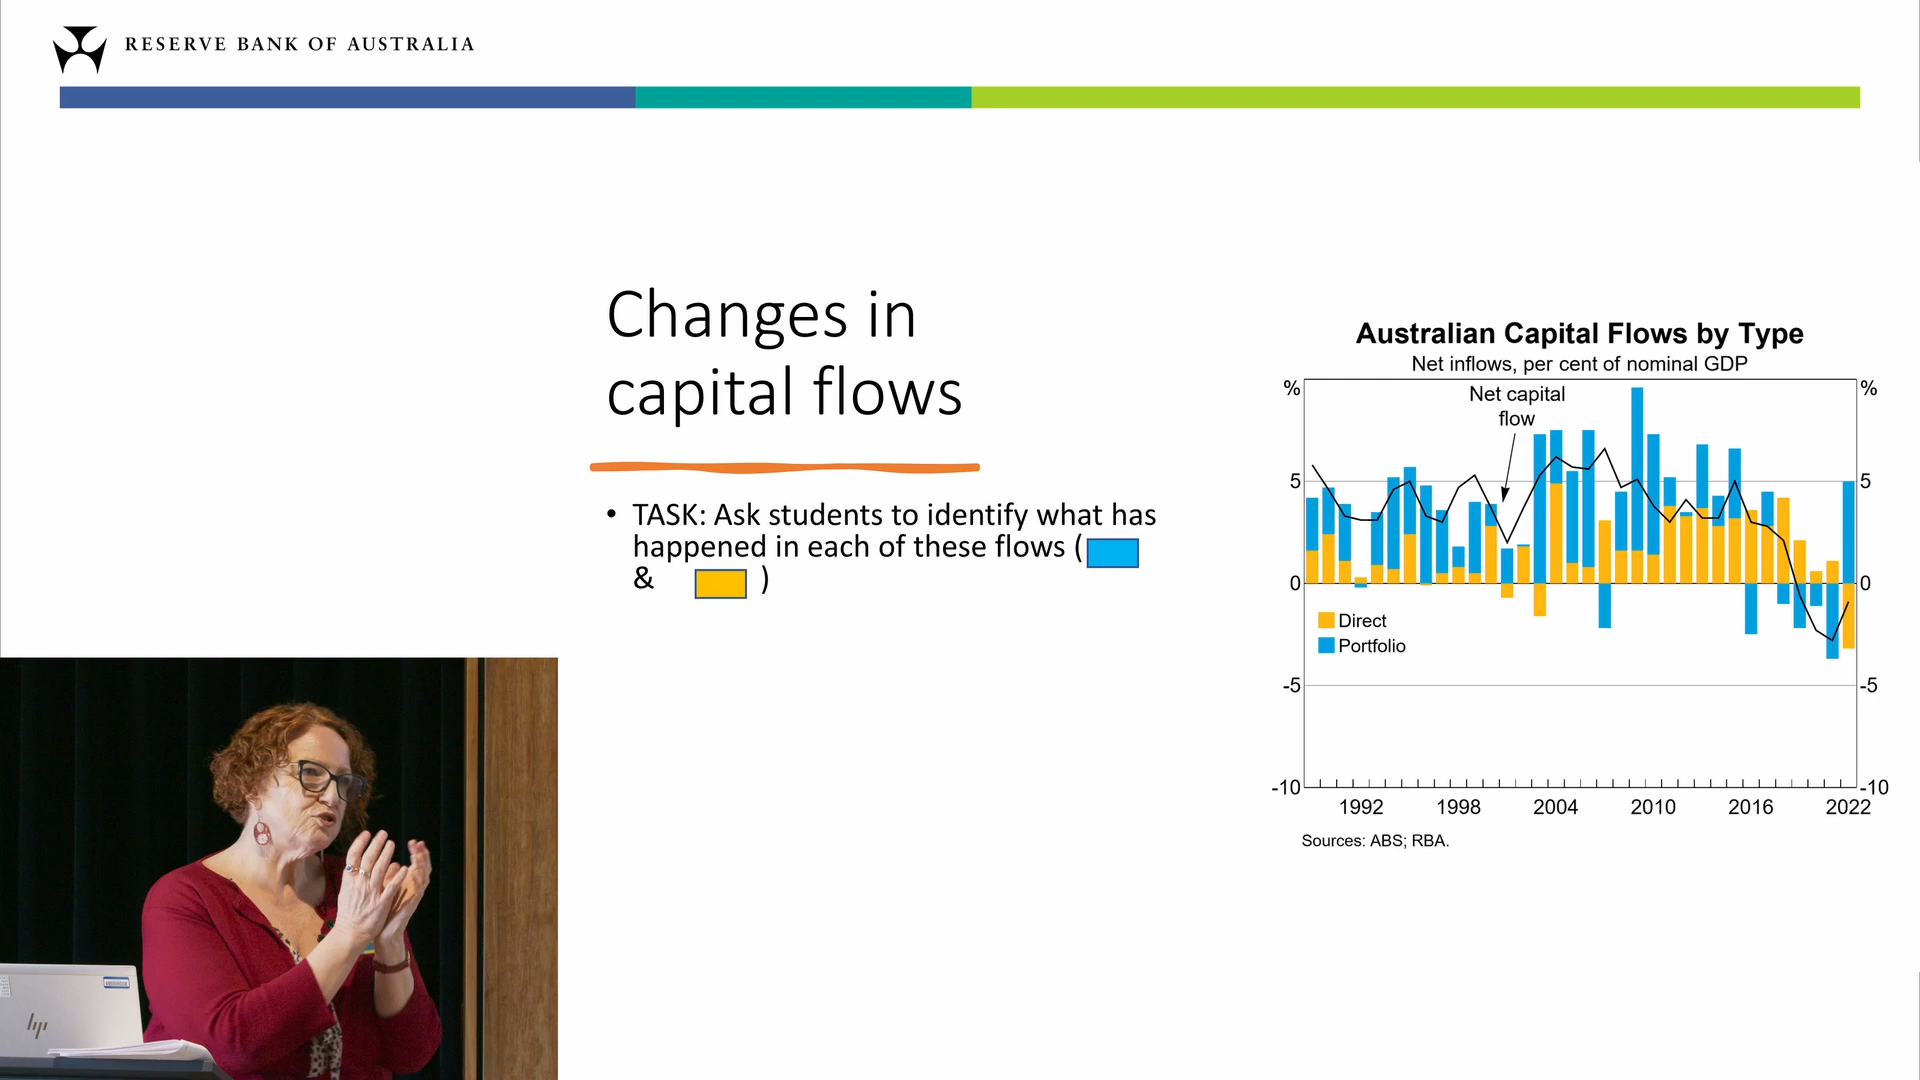 RESERVE BANK OF AUSTRALIA
Changes in
capital flows
• TASK: Ask students to identify what has
happened in each of these flows (
& )
Australian Capital Flows by Type
Net inflows, per cent of nominal GDP
% %
Net capital
flow
5 5
0 0
Direct
Portfolio
-5 -5
-10 -10
1992 1998 2004 2010 2016 2022
Sources: ABS; RBA.
hp